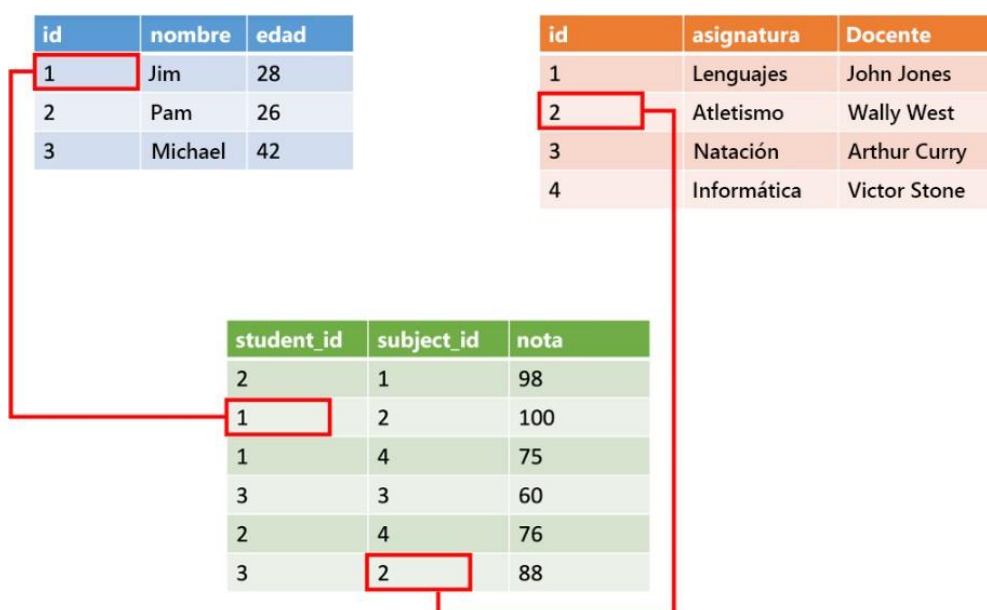 id nombre edad
1 Jim 28
2 Pam 26
3 Michael 42
id asignatura Docente
1 Lenguajes John Jones
2 Atletismo Wally West
3 Natación Arthur Curry
4 Informática Victor Stone
student_id subject_id nota
2 1 98
1 2 100
1 4 75
3 3 60
2 4 76
3 2 88